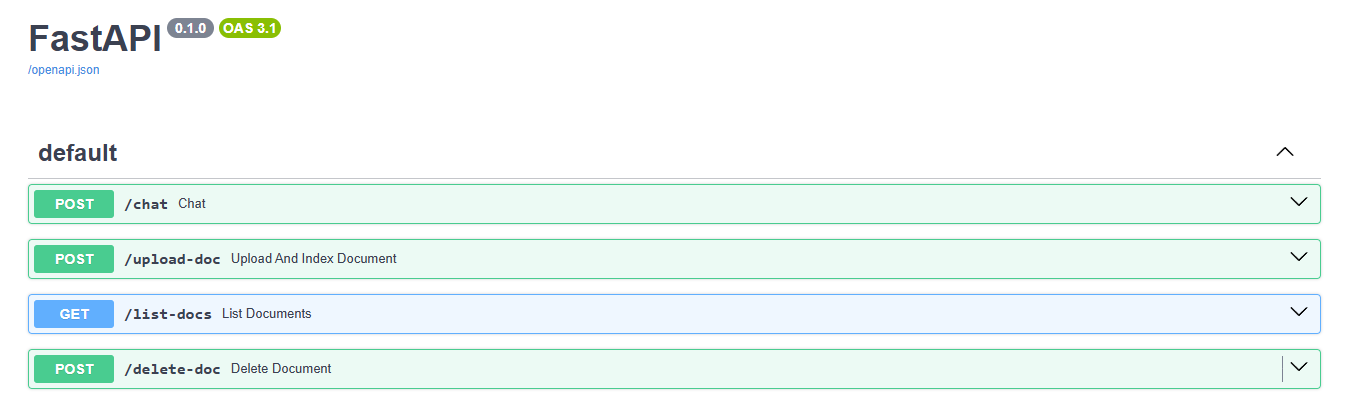 FastAPI 0.1.0 OAS 3.1
/openapi.json
default
POST /chat Chat
POST /upload-doc Upload And Index Document
GET /list-docs List Documents
POST /delete-doc Delete Document